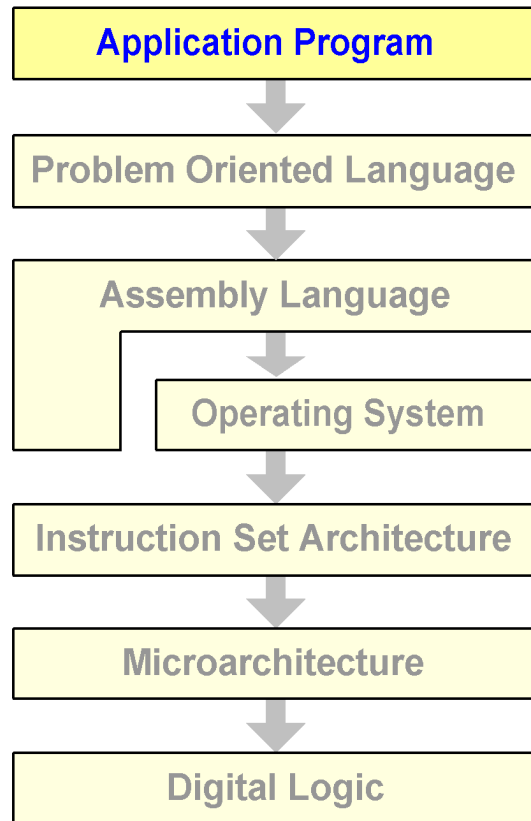 Application Program
Problem Oriented Language
Assembly Language
Operating System
Instruction Set Architecture
Microarchitecture
Digital Logic